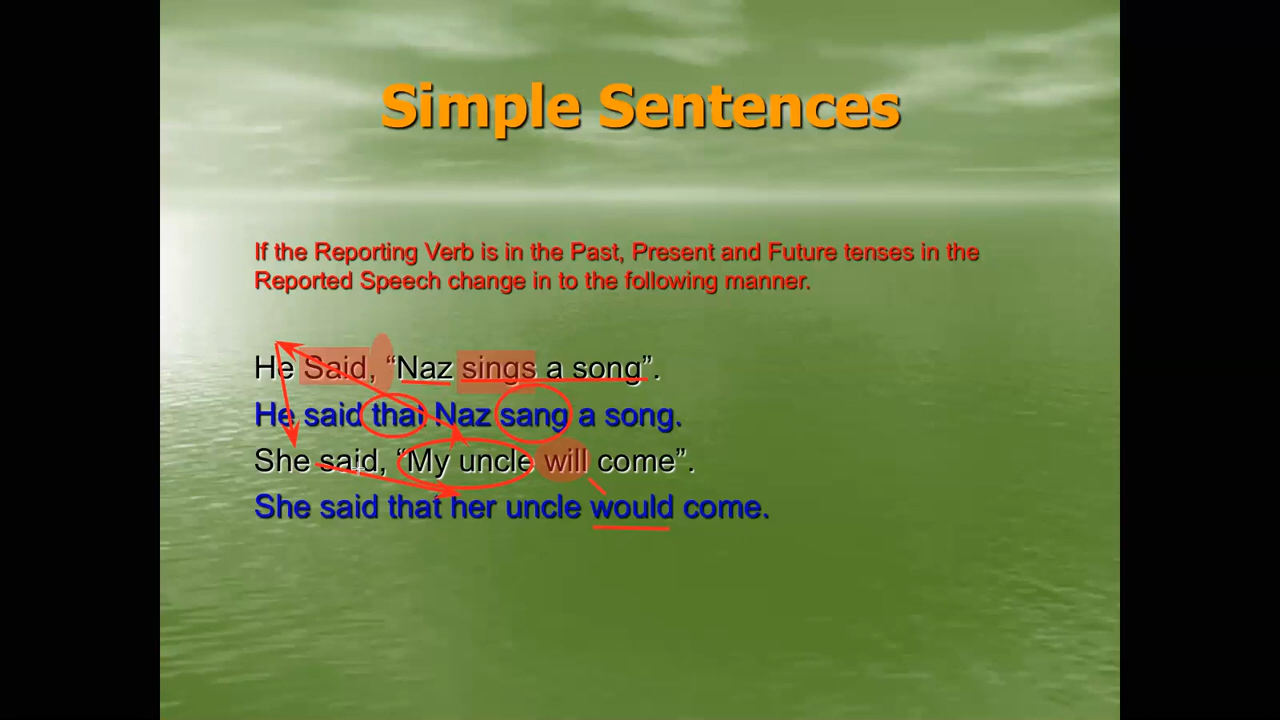 Simple Sentences
If the Reporting Verb is in the Past, Present and Future tenses in the
Reported Speech change in to the following manner.
He Said, “Naz sings a song”.
He said that Naz sang a song.
She said, “My uncle will come”.
She said that her uncle would come.